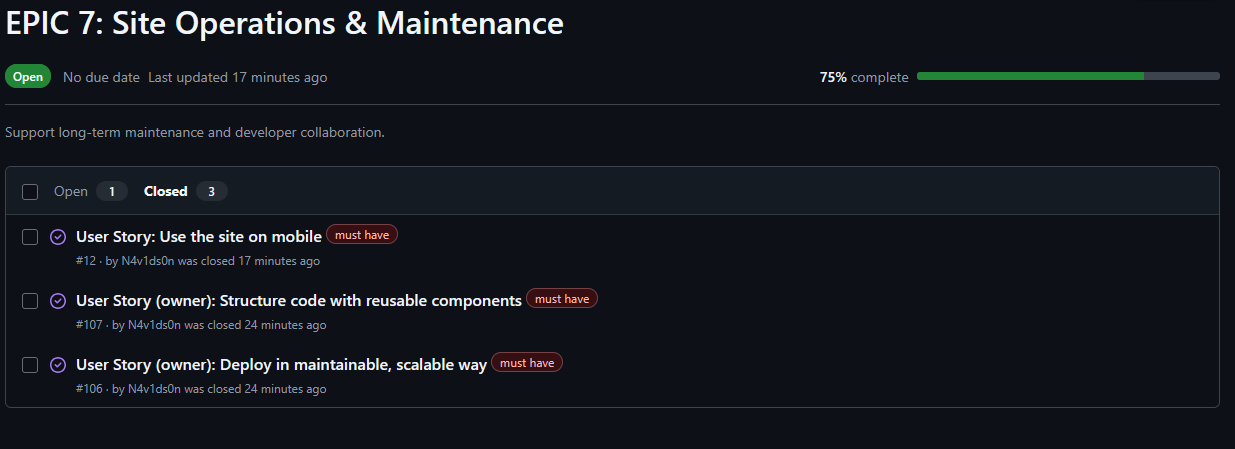 EPIC 7: Site Operations & Maintenance
Open No due date Last updated 17 minutes ago 75% complete
Support long-term maintenance and developer collaboration.
Open 1 Closed 3
User Story: Use the site on mobile must have
#12 · by N4v1ds0n was closed 17 minutes ago
User Story (owner): Structure code with reusable components must have
#107 · by N4v1ds0n was closed 24 minutes ago
User Story (owner): Deploy in maintainable, scalable way must have
#106 · by N4v1ds0n was closed 24 minutes ago